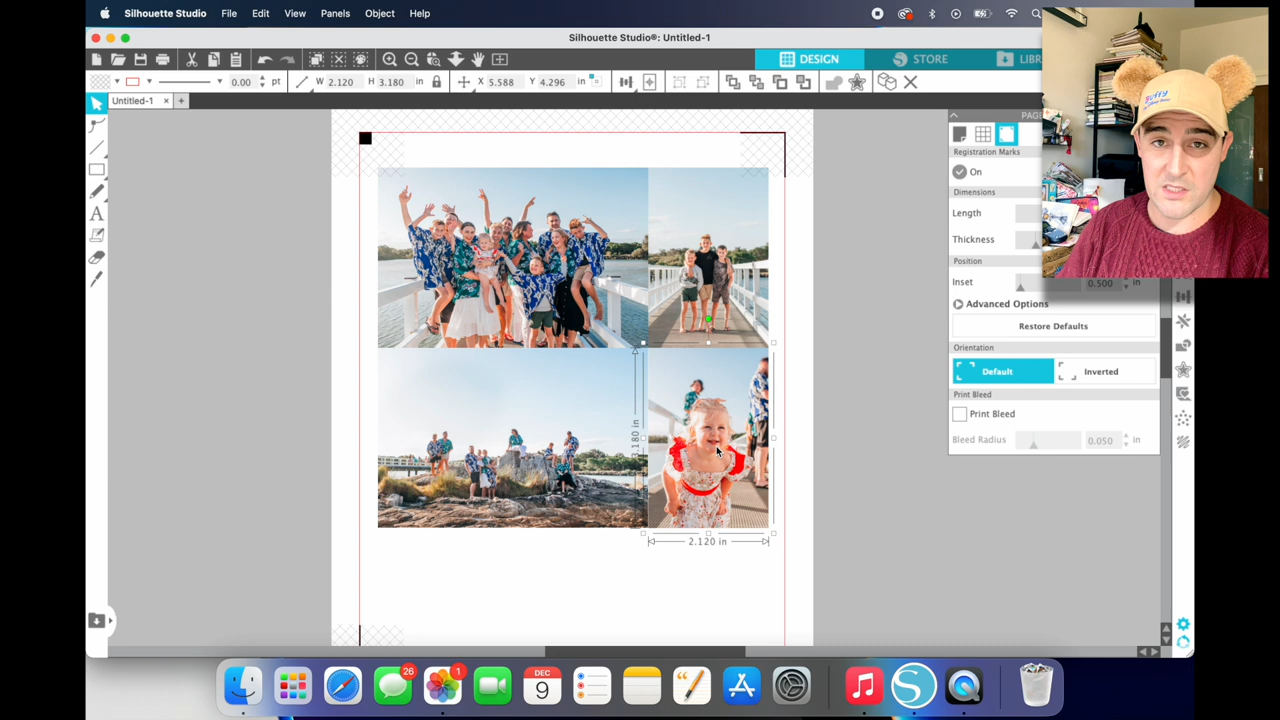 Silhouette Studio File Edit View Panels Object Help
Silhouette Studio®: Untitled-1
DESIGN STORE
0.00 pt W 2.120 H 3.180 in X 5.588 Y 4.296 in
Untitled-1 × +
Registration Marks
On
Dimensions
Length
Thickness
Position
Inset 0.500 in
Advanced Options
Restore Defaults
Orientation
Default Inverted
Print Bleed
Print Bleed
Bleed Radius 0.050 in
2.120 in
26
1
DEC
9